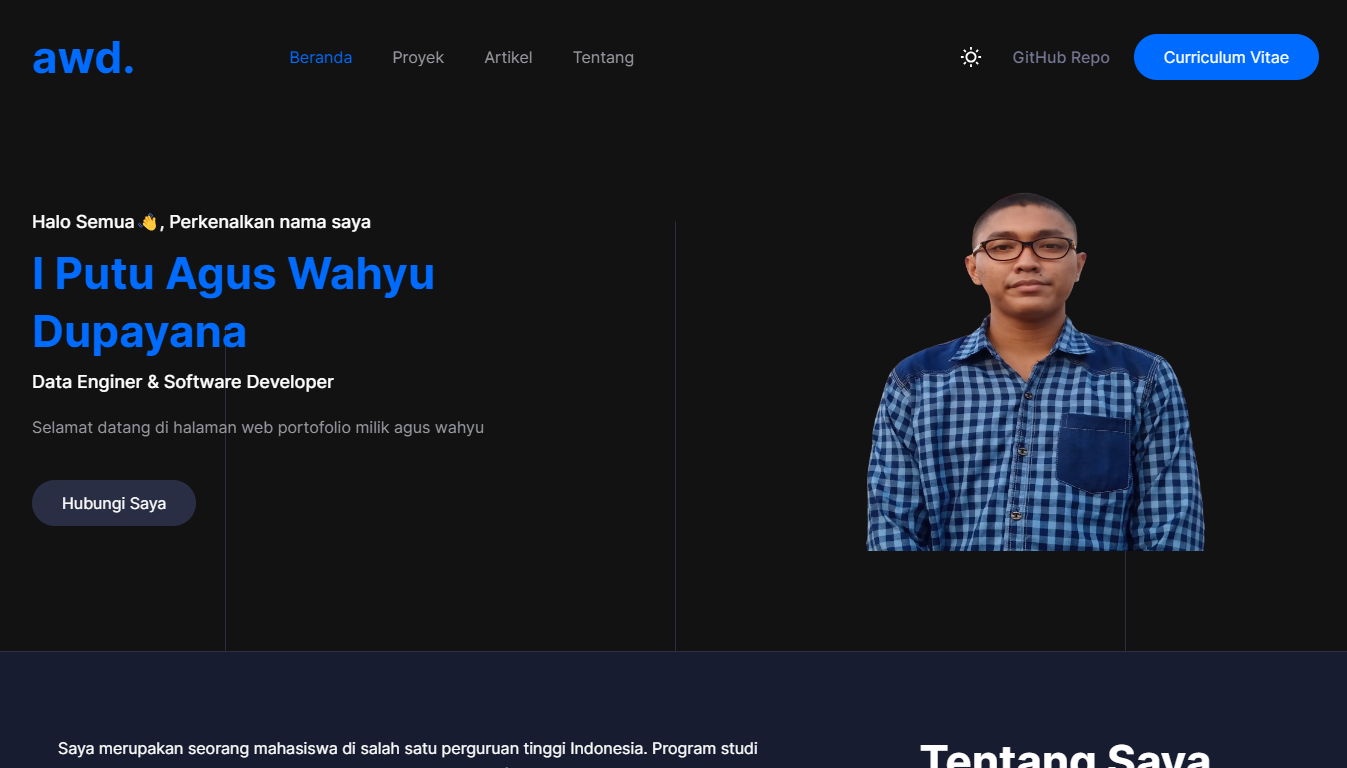 awd.
Beranda Proyek Artikel Tentang GitHub Repo Curriculum Vitae
Halo Semua👋, Perkenalkan nama saya
I Putu Agus Wahyu
Dupayana
Data Enginer & Software Developer
Selamat datang di halaman web portofolio milik agus wahyu
Hubungi Saya
Saya merupakan seorang mahasiswa di salah satu perguruan tinggi Indonesia. Program studi
Tentang Saya